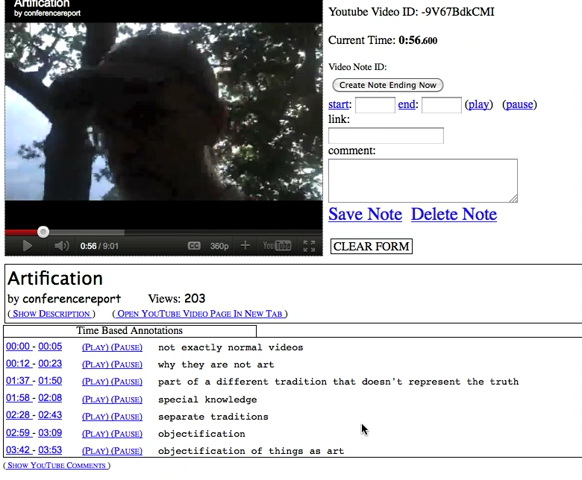 Artification
by conferencereport
Youtube Video ID: -9V67BdkCMI
Current Time: 0:56.600
Video Note ID:
Create Note Ending Now
start: end: (play) (pause)
link:
comment:
Save Note Delete Note
CLEAR FORM
0:56 / 9:01 CC 360p YouTube
Artification
by conferencereport Views: 203
( SHOW DESCRIPTION ) ( OPEN YOUTUBE VIDEO PAGE IN NEW TAB )
Time Based Annotations
00:00 - 00:05 (PLAY) (PAUSE) not exactly normal videos
00:12 - 00:23 (PLAY) (PAUSE) why they are not art
01:37 - 01:50 (PLAY) (PAUSE) part of a different tradition that doesn't represent the truth
01:58 - 02:08 (PLAY) (PAUSE) special knowledge
02:28 - 02:43 (PLAY) (PAUSE) separate traditions
02:59 - 03:09 (PLAY) (PAUSE) objectification
03:42 - 03:53 (PLAY) (PAUSE) objectification of things as art
( SHOW YOUTUBE COMMENTS )